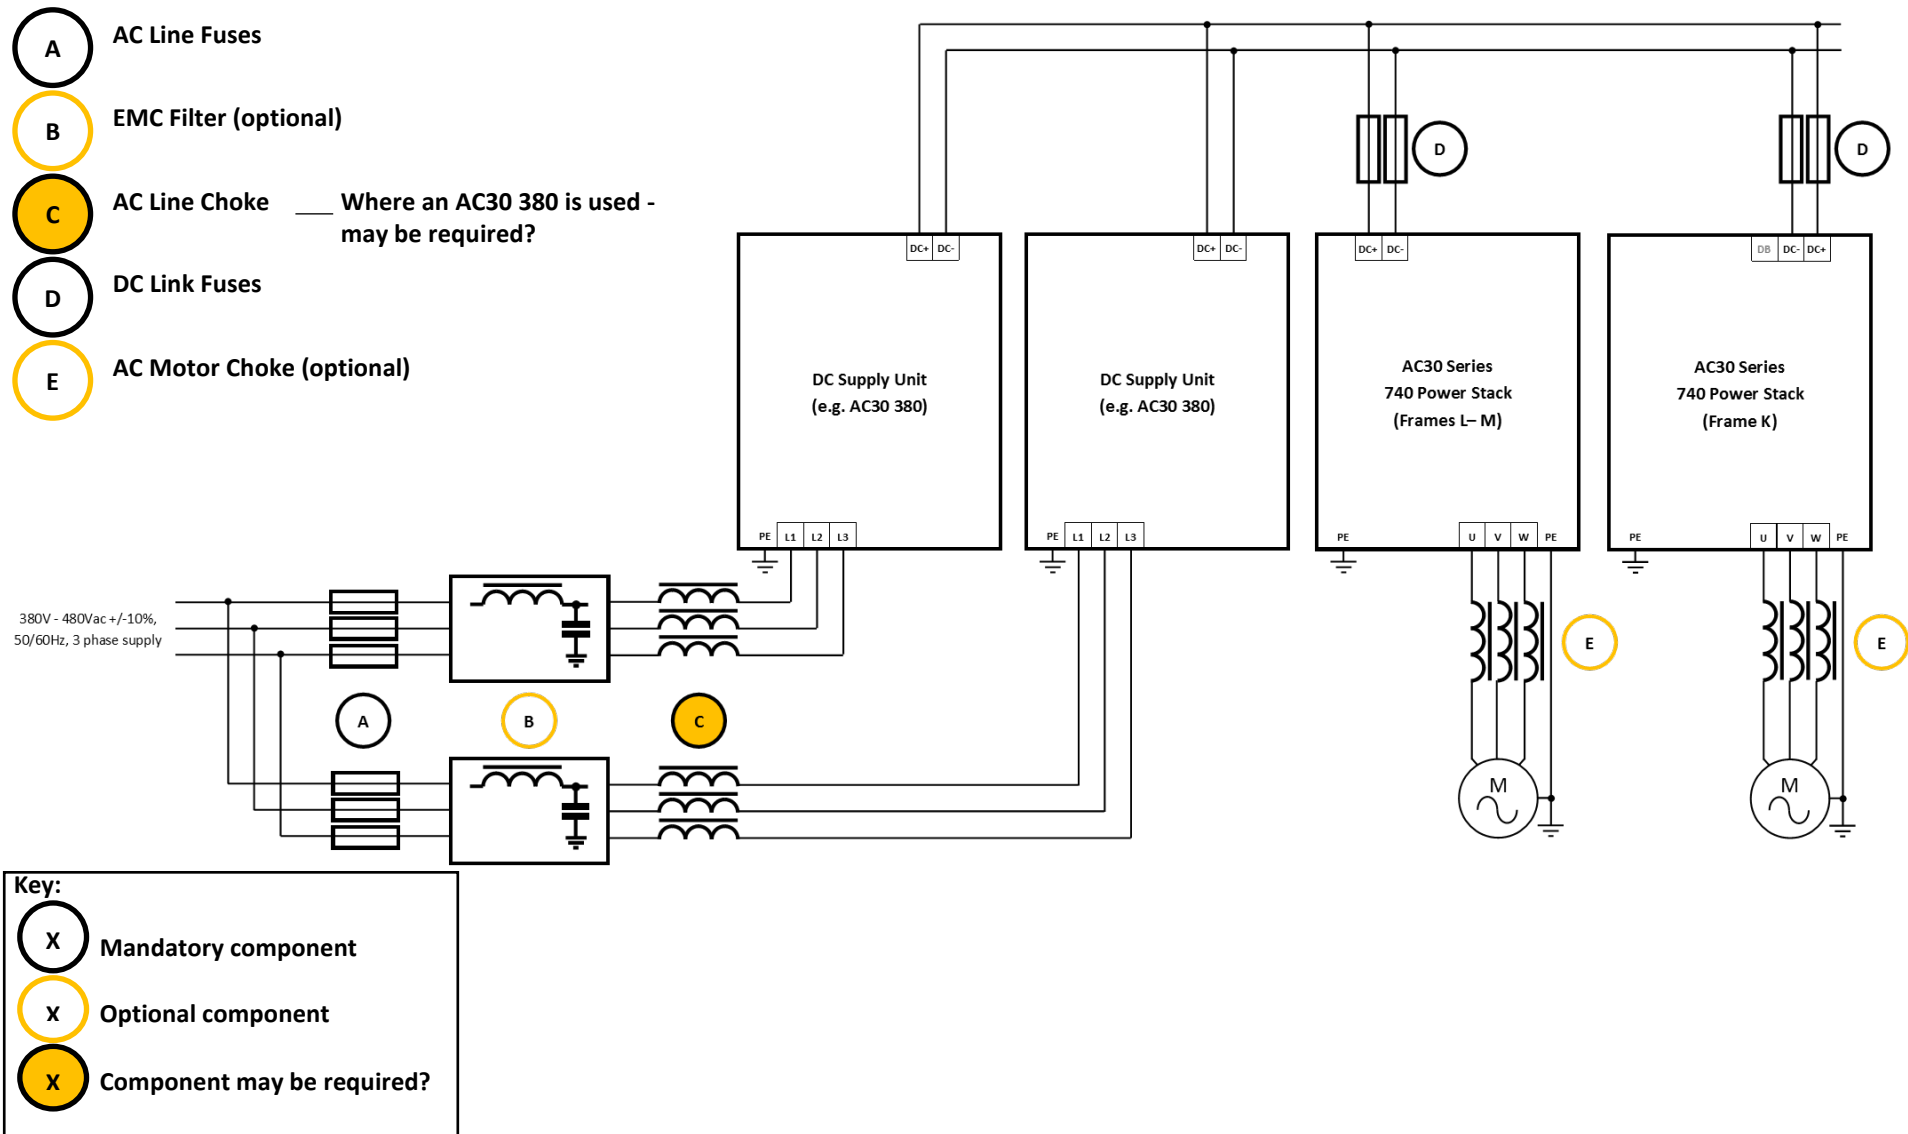 A
AC Line Fuses
B
EMC Filter (optional)
C
AC Line Choke ___ Where an AC30 380 is used -
may be required?
D
DC Link Fuses
E
AC Motor Choke (optional)
D
D
DC+ DC-
DC+ DC-
DC+ DC-
DB DC- DC+
DC Supply Unit
(e.g. AC30 380)
DC Supply Unit
(e.g. AC30 380)
AC30 Series
740 Power Stack
(Frames L– M)
AC30 Series
740 Power Stack
(Frame K)
PE L1 L2 L3
PE L1 L2 L3
PE
U V W PE
PE
U V W PE
380V - 480Vac +/-10%,
50/60Hz, 3 phase supply
A
B
C
E
E
M
M
Key:
X
Mandatory component
X
Optional component
X
Component may be required?